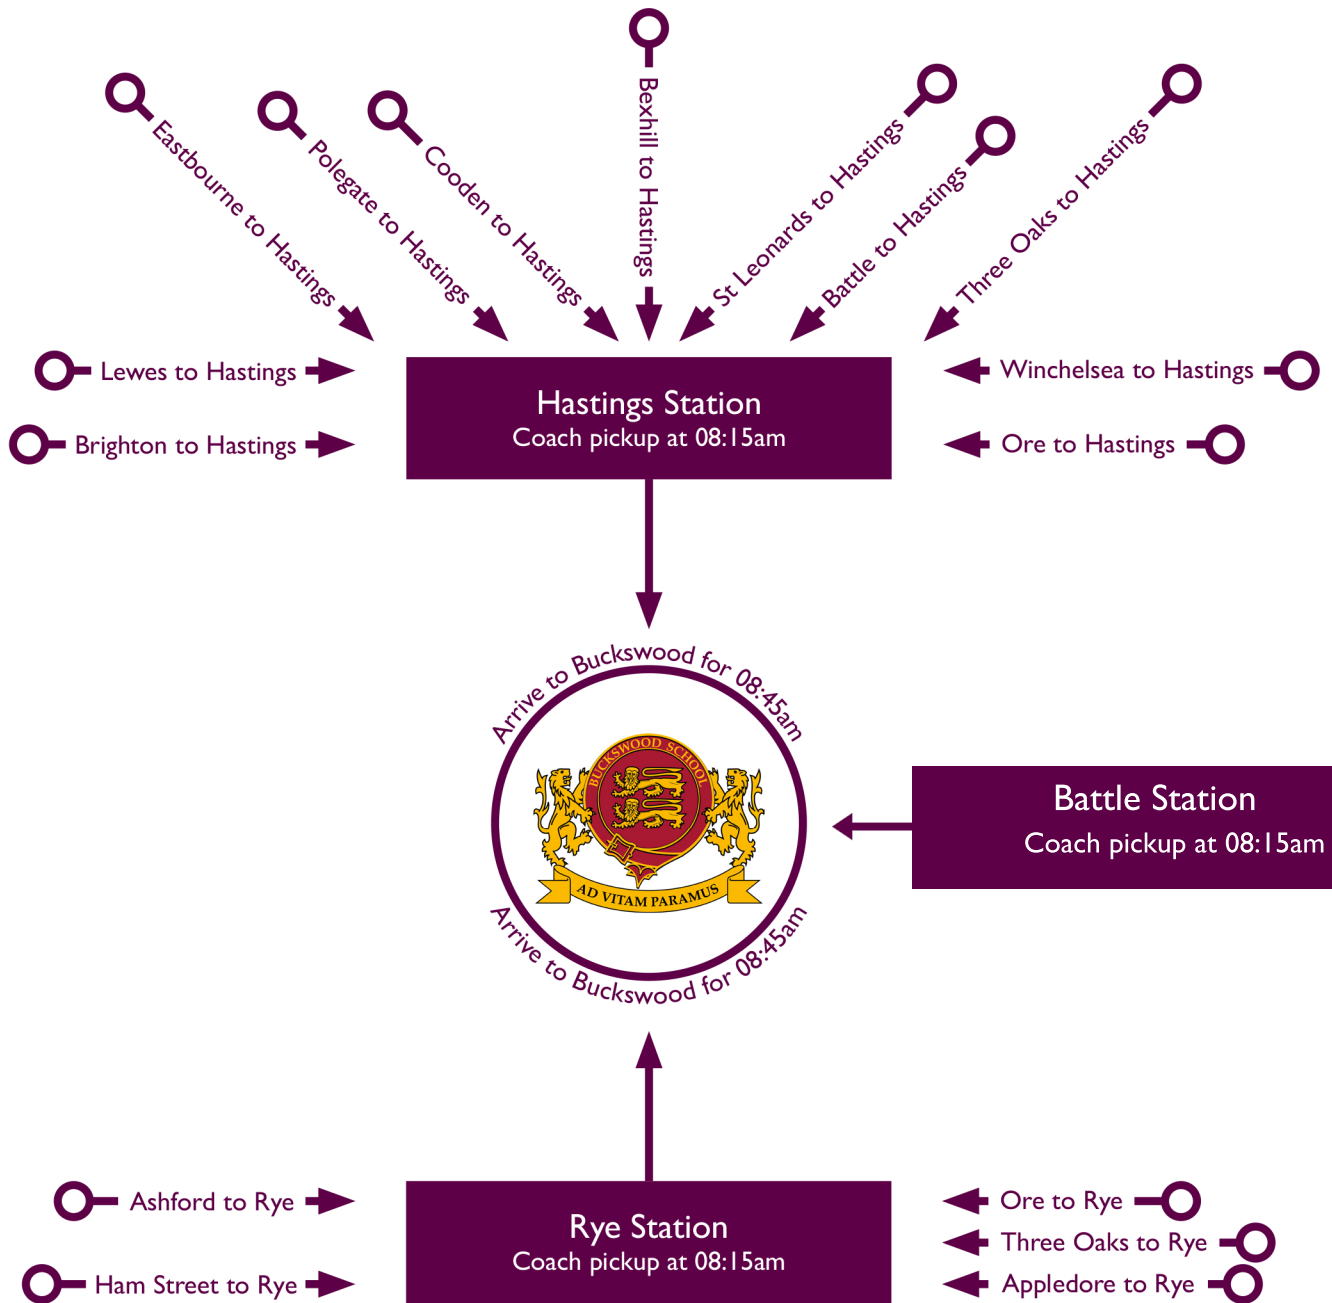 Eastbourne to Hastings
Polegate to Hastings
Cooden to Hastings
Bexhill to Hastings
St Leonards to Hastings
Battle to Hastings
Three Oaks to Hastings
Lewes to Hastings
Brighton to Hastings
Hastings Station
Coach pickup at 08:15am
Winchelsea to Hastings
Ore to Hastings
Arrive to Buckswood for 08:45am
BUCKSWOOD SCHOOL
AD VITAM PARAMUS
Arrive to Buckswood for 08:45am
Battle Station
Coach pickup at 08:15am
Ashford to Rye
Ham Street to Rye
Rye Station
Coach pickup at 08:15am
Ore to Rye
Three Oaks to Rye
Appledore to Rye